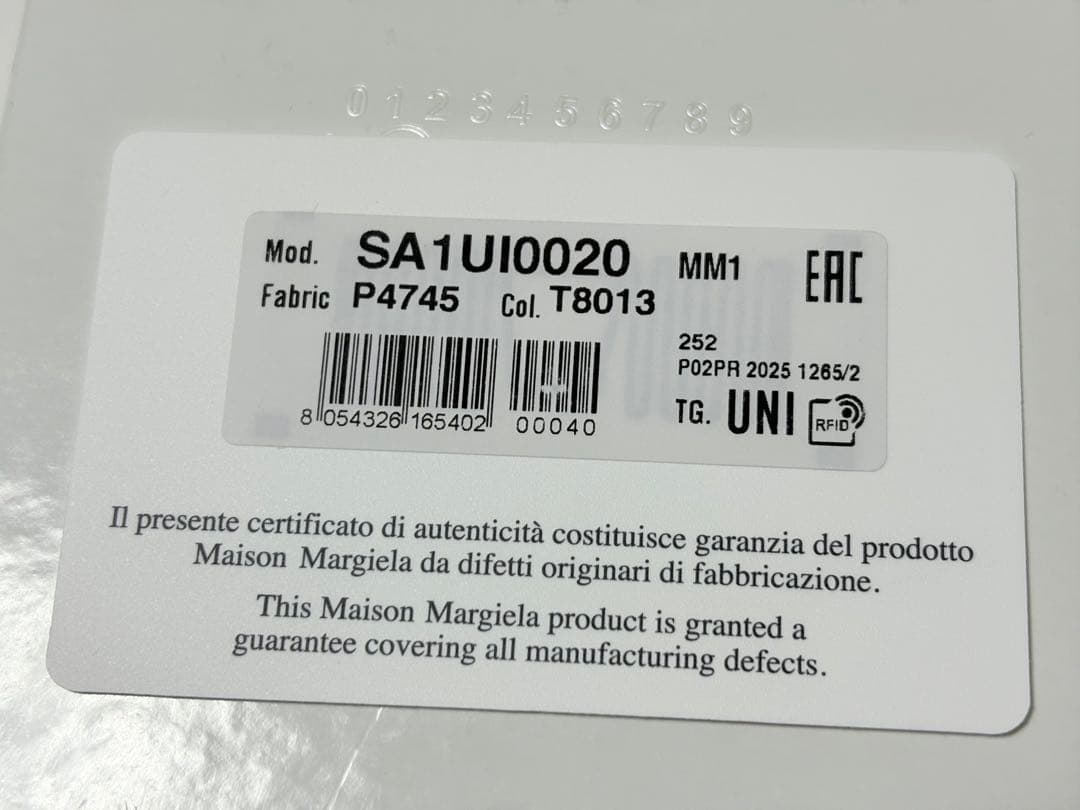 0 1 2 3 4 5 6 7 8 9
Mod. SA1UI0020 MM1 EAC
Fabric P4745 Col. T8013
252
P02PR 2025 1265/2
TG. UNI RFID
8 054326 165402 00040
Il presente certificato di autenticità costituisce garanzia del prodotto
Maison Margiela da difetti originari di fabbricazione.
This Maison Margiela product is granted a
guarantee covering all manufacturing defects.